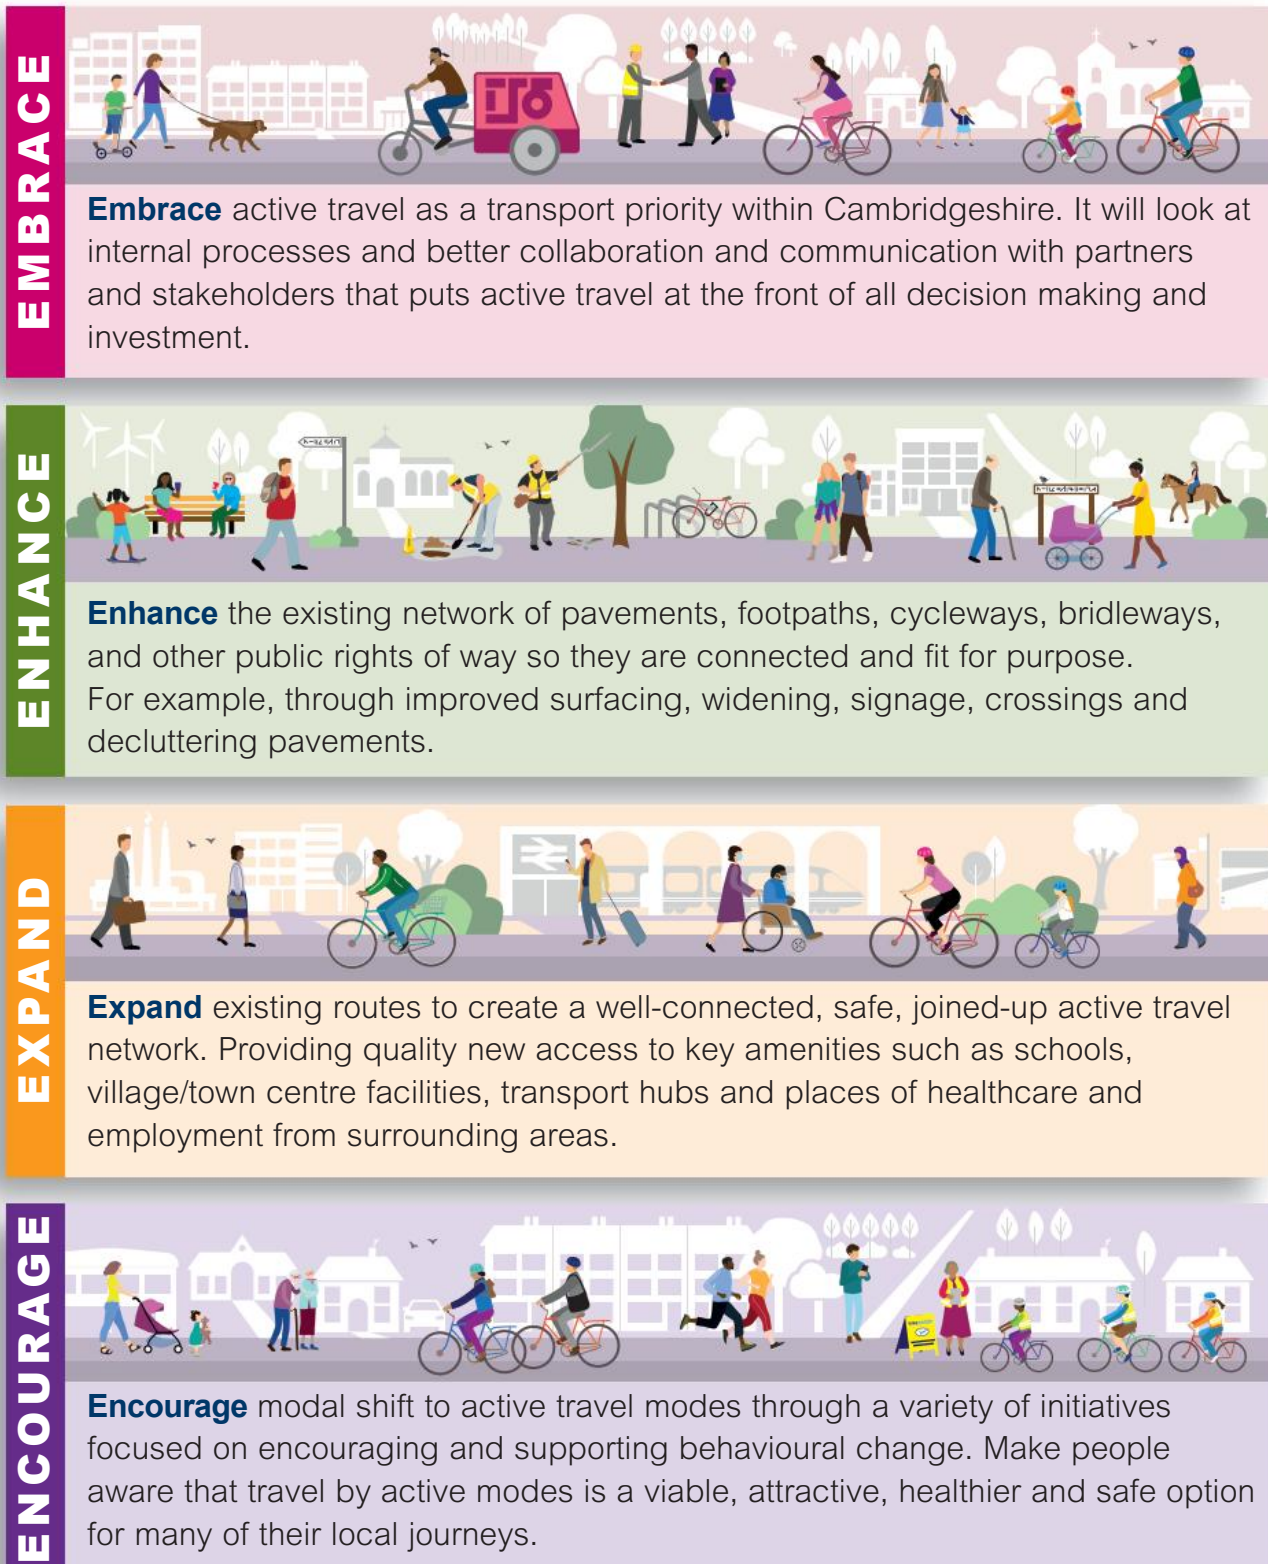 EMBRACE
Embrace active travel as a transport priority within Cambridgeshire. It will look at
internal processes and better collaboration and communication with partners
and stakeholders that puts active travel at the front of all decision making and
investment.
ENHANCE
Enhance the existing network of pavements, footpaths, cycleways, bridleways,
and other public rights of way so they are connected and fit for purpose.
For example, through improved surfacing, widening, signage, crossings and
decluttering pavements.
EXPAND
Expand existing routes to create a well-connected, safe, joined-up active travel
network. Providing quality new access to key amenities such as schools,
village/town centre facilities, transport hubs and places of healthcare and
employment from surrounding areas.
ENCOURAGE
Encourage modal shift to active travel modes through a variety of initiatives
focused on encouraging and supporting behavioural change. Make people
aware that travel by active modes is a viable, attractive, healthier and safe option
for many of their local journeys.